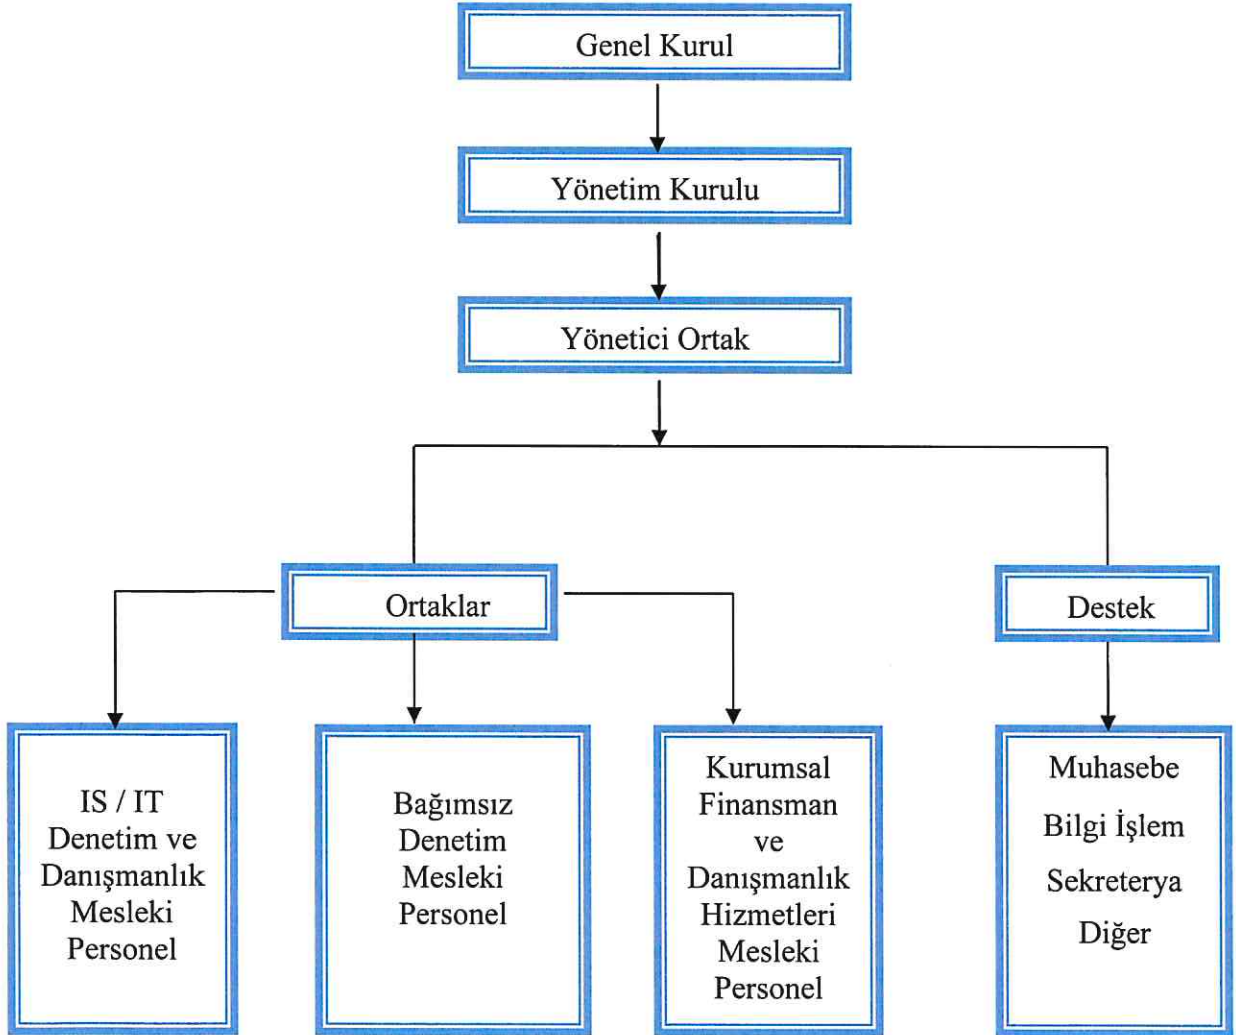 Genel Kurul
Yönetim Kurulu
Yönetici Ortak
Ortaklar
Destek
IS / IT
Denetim ve
Danışmanlık
Mesleki
Personel
Bağımsız
Denetim
Mesleki
Personel
Kurumsal
Finansman
ve
Danışmanlık
Hizmetleri
Mesleki
Personel
Muhasebe
Bilgi İşlem
Sekreterya
Diğer